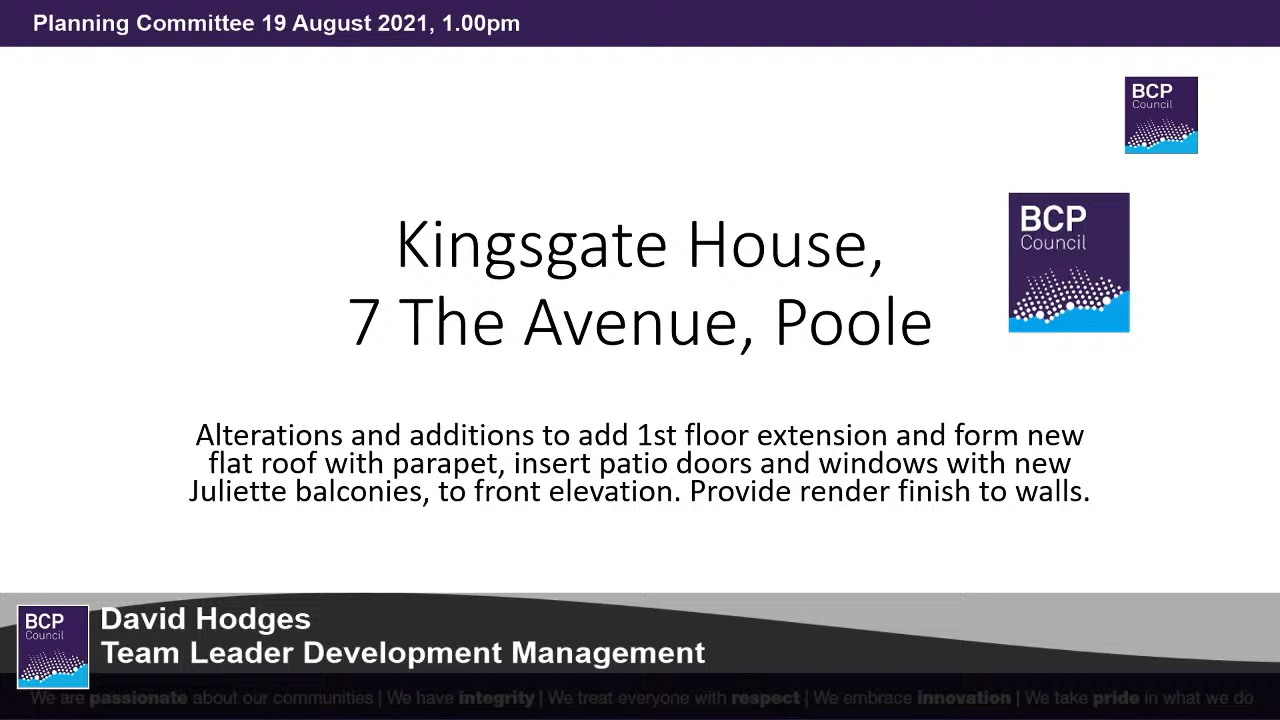 Planning Committee 19 August 2021, 1.00pm
BCP
Council
BCP
Council
Kingsgate House,
7 The Avenue, Poole
Alterations and additions to add 1st floor extension and form new
flat roof with parapet, insert patio doors and windows with new
Juliette balconies, to front elevation. Provide render finish to walls.
BCP
Council
David Hodges
Team Leader Development Management
We are passionate about our communities | We have integrity | We treat everyone with respect | We embrace innovation | We take pride in what we do